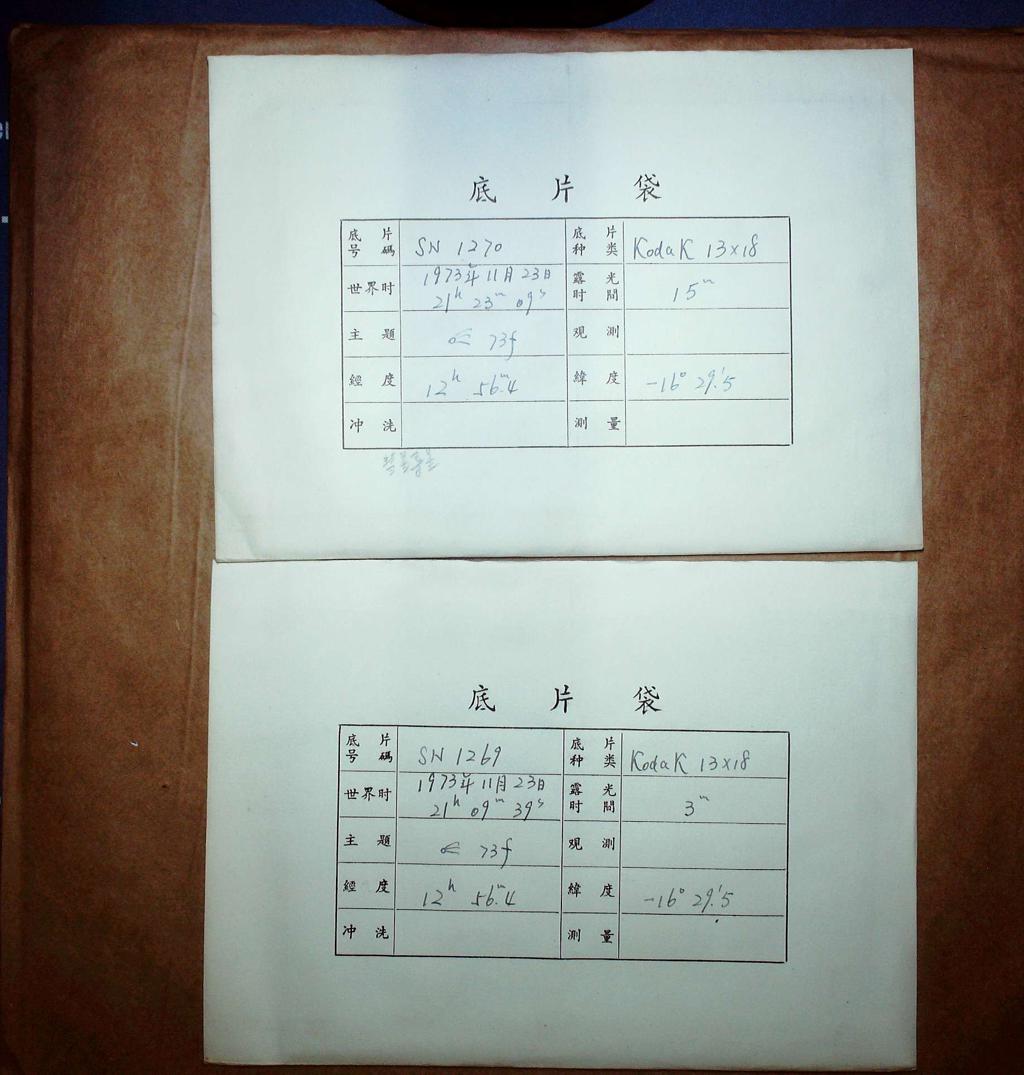 底 片 袋
底 片 号 碼 SN 1270 底 片 种 类 Kodak 13×18
世界时 1973年11月23日 21ʰ 23ᵐ 09ˢ 露 光 时 間 15ᵐ
主 題 73f 观 測
經 度 12ʰ 56ᵐ.4 緯 度 -16° 29.′5
冲 洗 測 量
底 片 袋
底 片 号 碼 SN 1269 底 片 种 类 Kodak 13×18
世界时 1973年11月23日 21ʰ 09ᵐ 39ˢ 露 光 时 間 3ᵐ
主 題 73f 观 測
經 度 12ʰ 56ᵐ.4 緯 度 -16° 29.′5
冲 洗 測 量